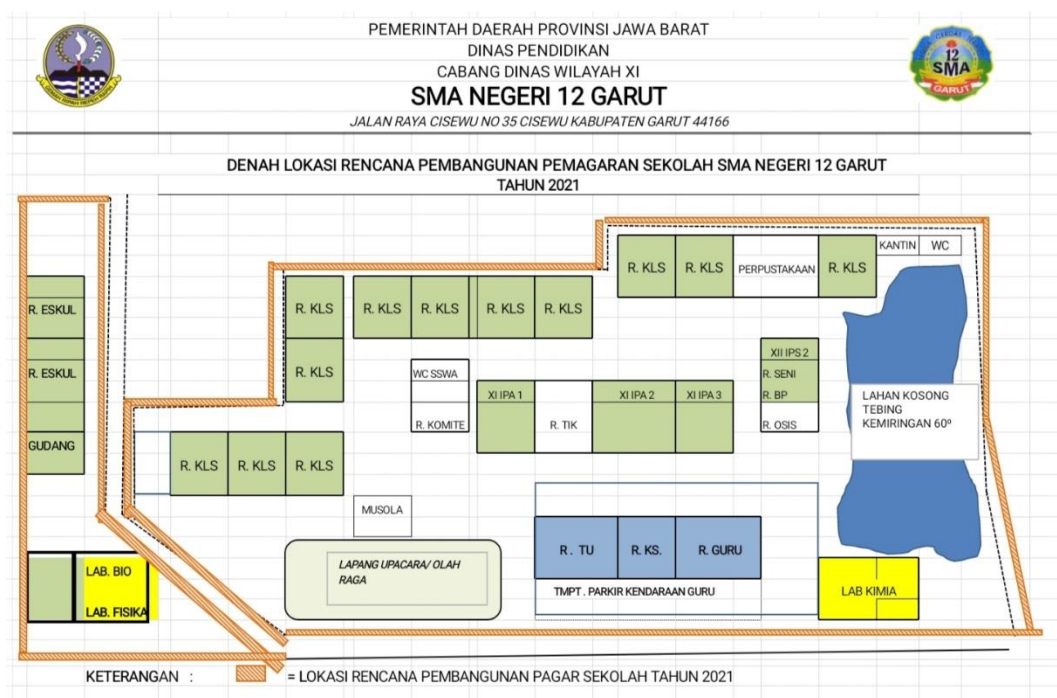 PEMERINTAH DAERAH PROVINSI JAWA BARAT
DINAS PENDIDIKAN
CABANG DINAS WILAYAH XI
SMA NEGERI 12 GARUT
JALAN RAYA CISEWU NO 35 CISEWU KABUPATEN GARUT 44166
12
SMA
GARUT
DENAH LOKASI RENCANA PEMBANGUNAN PEMAGARAN SEKOLAH SMA NEGERI 12 GARUT
TAHUN 2021
R. KLS
R. KLS
PERPUSTAKAAN
R. KLS
KANTIN
WC
R. ESKUL
R. KLS
R. KLS
R. KLS
R. KLS
R. KLS
R. ESKUL
R. KLS
WC SSWA
R. KOMITE
XI IPA 1
R. TIK
XI IPA 2
XI IPA 3
XII IPS 2
R. SENI
R. BP
R. OSIS
LAHAN KOSONG
TEBING
KEMIRINGAN 60º
GUDANG
R. KLS
R. KLS
R. KLS
MUSOLA
R . TU
R. KS.
R. GURU
TMPT . PARKIR KENDARAAN GURU
LAPANG UPACARA/ OLAH
RAGA
LAB. BIO
LAB. FISIKA
LAB KIMIA
KETERANGAN :
= LOKASI RENCANA PEMBANGUNAN PAGAR SEKOLAH TAHUN 2021